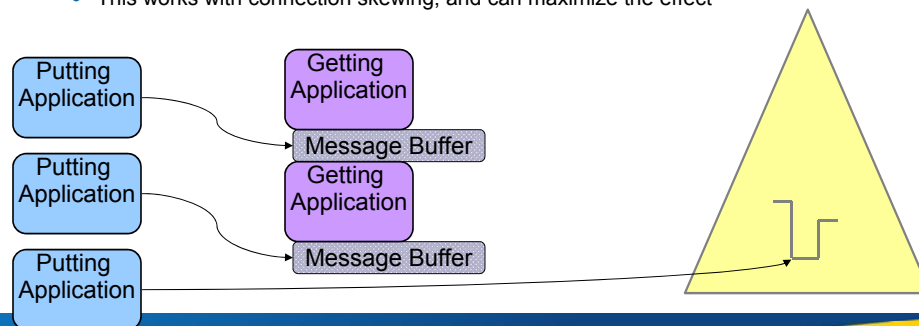 • This works with connection skewing, and can maximize the effect
Putting
Application
Getting
Application
Message Buffer
Putting
Application
Getting
Application
Message Buffer
Putting
Application